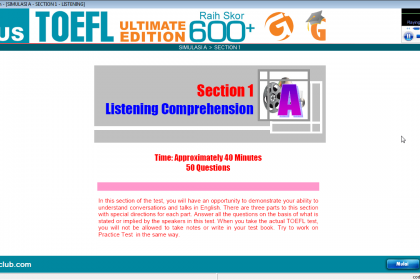 - [SIMULASI A - SECTION 1 - LISTENING]
US TOEFL ULTIMATE EDITION Raih Skor 600+
SIMULASI A > SECTION 1
Section 1
Listening Comprehension
A
Time: Approximately 40 Minutes
50 Questions
In this section of the test, you will have an opportunity to demonstrate your ability to
understand conversations and talks in English. There are three parts to this section
with special directions for each part. Answer all the questions on the basis of what is
stated or implied by the speakers in this test. When you take the actual TOEFL test,
you will not be allowed to take notes or write in your test book. Try to work on
Practice Test in the same way.
club.com
Mulai